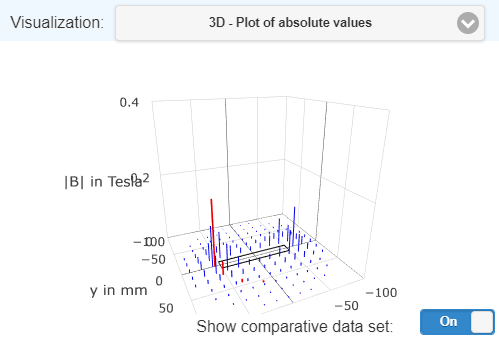 Visualization: 3D - Plot of absolute values
0.4
|B| in Tesla
0.2
−100
−50
0
y in mm
50
−100
−50
Show comparative data set: On